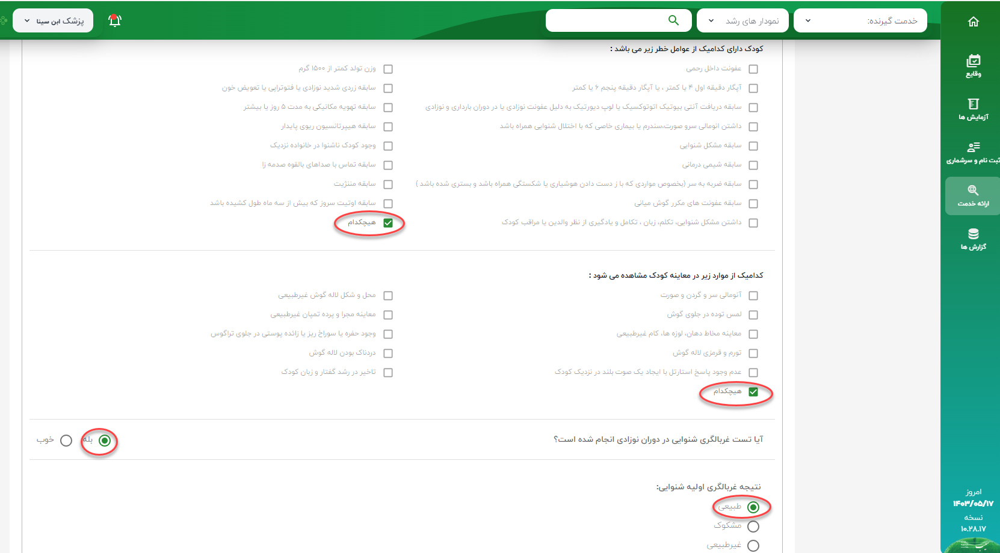 خدمت گیرنده:
نمودار های رشد
پزشک ابن سینا
وقایع
آزمایش ها
ثبت نام و سرشماری
ارائه خدمت
گزارش ها
امروز
۱۴۰۳/۰۵/۱۷
نسخه
۱۰.۲۸.۱۷
کودک دارای کدامیک از عوامل خطر زیر می باشد :
عفونت داخل رحمی
وزن تولد کمتر از ۱۵۰۰ گرم
آپگار دقیقه اول ۴ یا کمتر ، یا آپگار دقیقه پنجم ۶ یا کمتر
سابقه زردی شدید نوزادی یا فتوتراپی یا تعویض خون
سابقه دریافت آنتی بیوتیک اتوتوکسیک یا لوپ دیورتیک به دلیل عفونت نوزادی یا در دوران بارداری و نوزادی
سابقه تهویه مکانیکی به مدت ۵ روز یا بیشتر
داشتن انومالی سرو صورت،سندرم یا بیماری خاصی که با اختلال شنوایی همراه باشد
سابقه هیپرتانسیون ریوی پایدار
سابقه مشکل شنوایی
وجود کودک ناشنوا در خانواده نزدیک
سابقه شیمی درمانی
سابقه تماس با صداهای بالقوه صدمه زا
سابقه ضربه به سر (بخصوص مواردی که با ز دست دادن هوشیاری یا شکستگی همراه باشد و بستری شده باشد )
سابقه مننژیت
سابقه عفونت های مکرر گوش میانی
سابقه اوتیت سروز که بیش از سه ماه طول کشیده باشد
داشتن مشکل شنوایی، تکلم، زبان ، تکامل و یادگیری از نظر والدین یا مراقب کودک
هیچکدام
کدامیک از موارد زیر در معاینه کودک مشاهده می شود :
آنومالی سر و گردن و صورت
محل و شکل لاله گوش غیرطبیعی
لمس توده در جلوی گوش
معاینه مجرا و پرده تمپان غیرطبیعی
معاینه مخاط دهان، لوزه ها، کام غیرطبیعی
وجود حفره یا سوراخ ریز یا زائده پوستی در جلوی تراگوس
تورم و قرمزی لاله گوش
دردناک بودن لاله گوش
عدم وجود پاسخ استارتل با ایجاد یک صوت بلند در نزدیک کودک
تاخیر در رشد گفتار و زبان کودک
هیچکدام
آیا تست غربالگری شنوایی در دوران نوزادی انجام شده است؟
بله
خوب
نتیجه غربالگری اولیه شنوایی:
طبیعی
مشکوک
غیرطبیعی